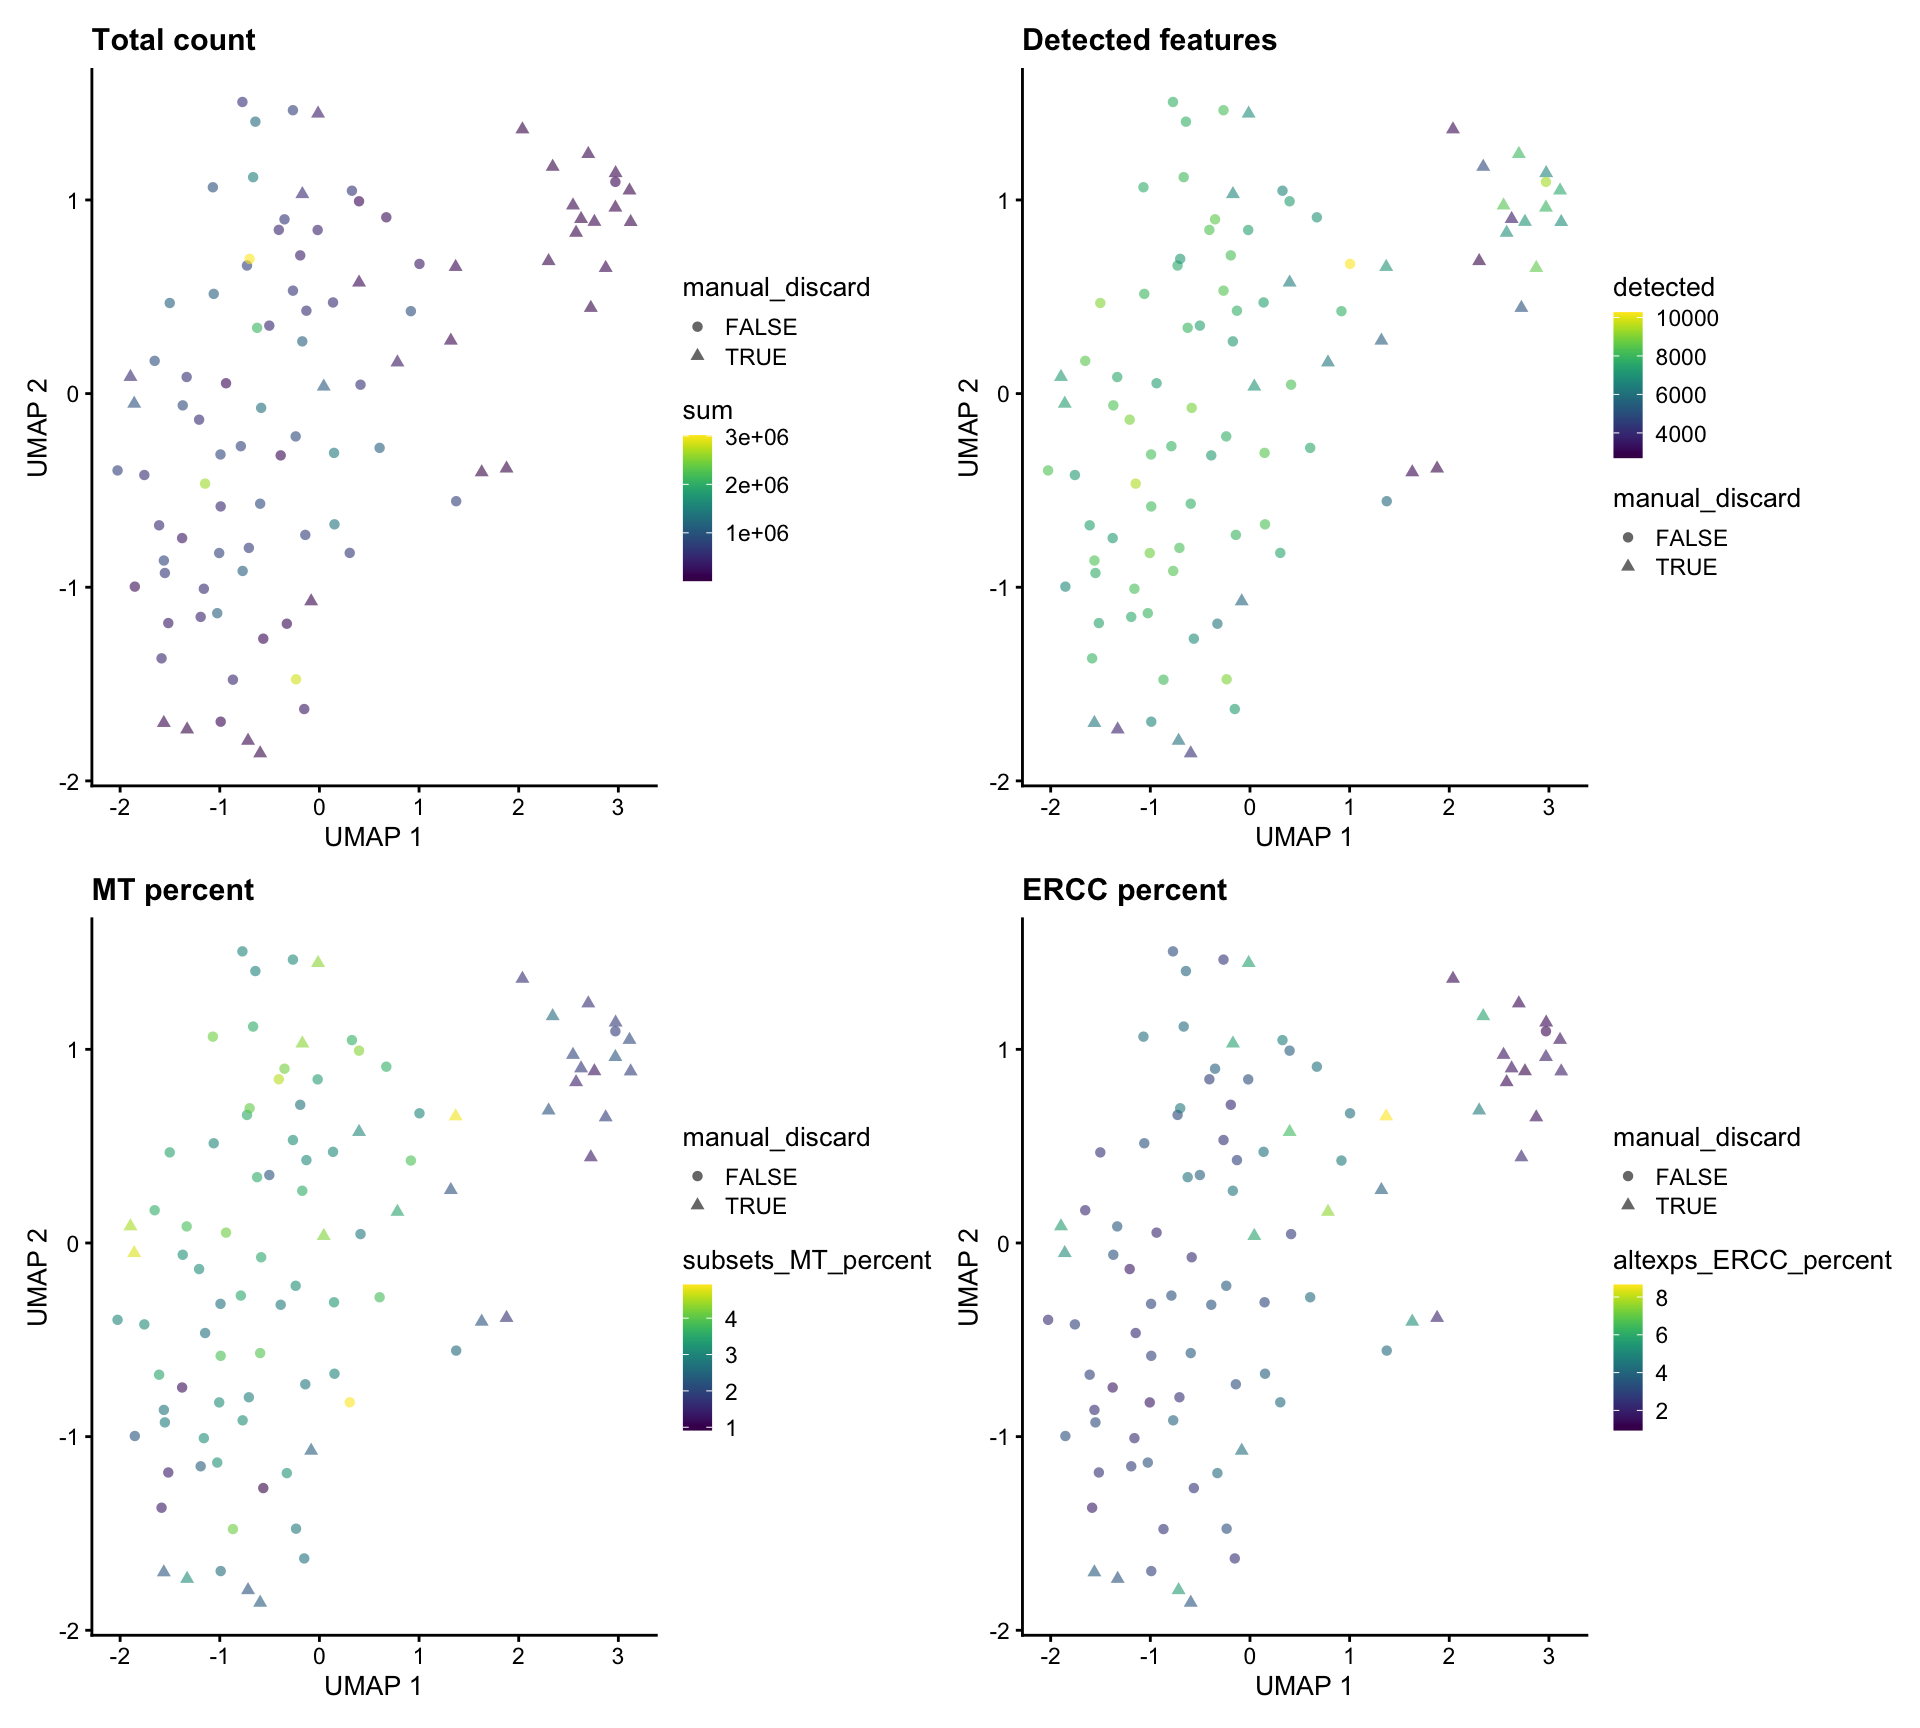 Total count
1
0
-1
-2
UMAP 2
-2 -1 0 1 2 3
UMAP 1
manual_discard
FALSE
TRUE
sum
3e+06
2e+06
1e+06
Detected features
1
0
-1
-2
UMAP 2
-2 -1 0 1 2 3
UMAP 1
detected
10000
8000
6000
4000
manual_discard
FALSE
TRUE
MT percent
1
0
-1
-2
UMAP 2
-2 -1 0 1 2 3
UMAP 1
manual_discard
FALSE
TRUE
subsets_MT_percent
4
3
2
1
ERCC percent
1
0
-1
-2
UMAP 2
-2 -1 0 1 2 3
UMAP 1
manual_discard
FALSE
TRUE
altexps_ERCC_percent
8
6
4
2